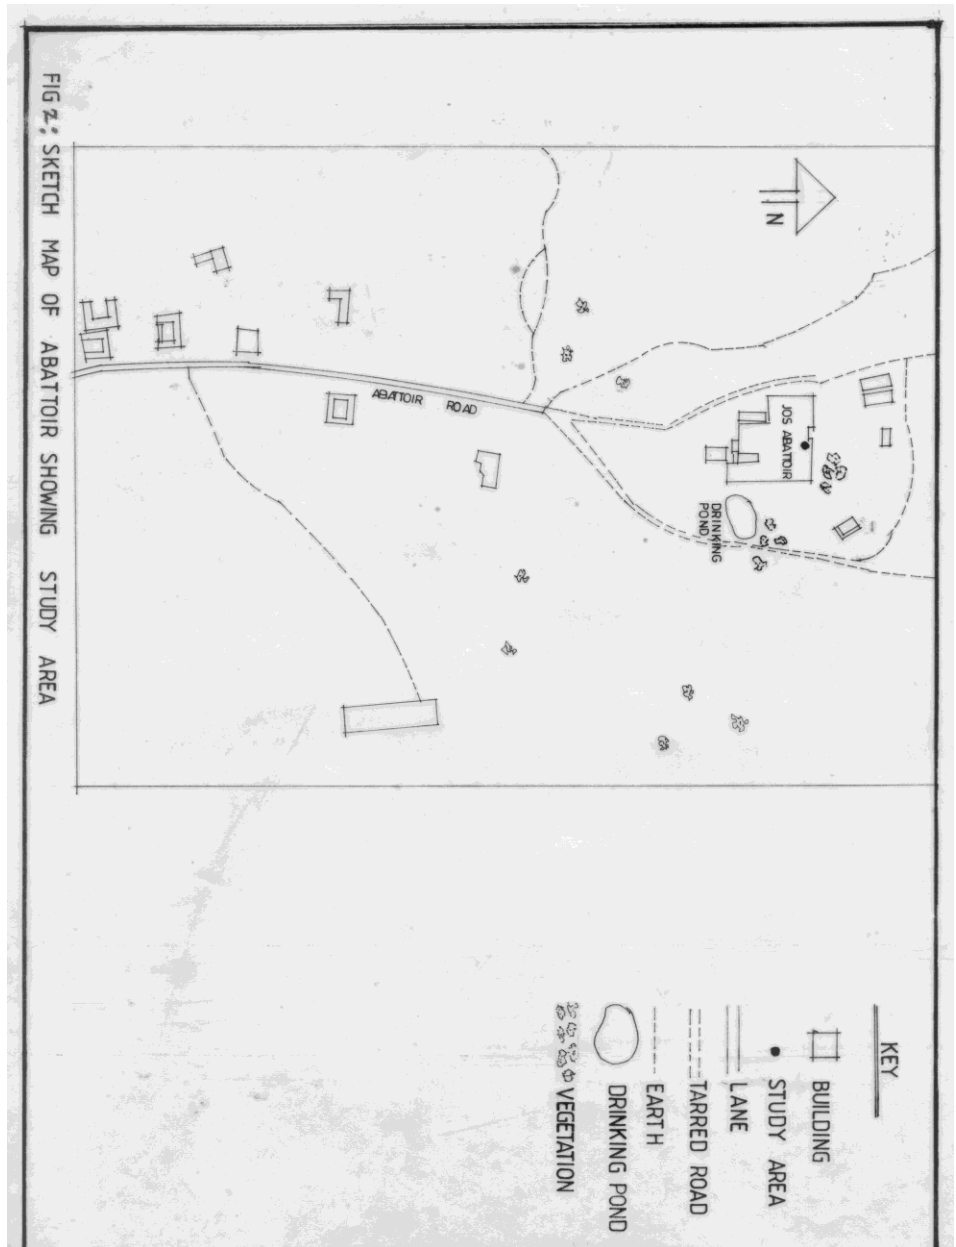 N
JOS ABATTOIR
DRINKING
POND
ABATTOIR ROAD
KEY
BUILDING
STUDY AREA
LANE
TARRED ROAD
EARTH
DRINKING POND
VEGETATION
FIG 2: SKETCH MAP OF ABATTOIR SHOWING STUDY AREA